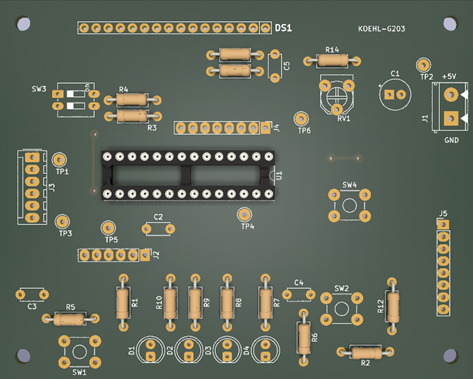 DS1
KOEHL-G203
C5
R14
SW3
R4
R3
C1
TP2
+5V
J1
GND
RV1
TP6
J4
TP1
J3
U1
SW4
TP3
TP5
C2
TP4
J5
J2
C3
R5
R1
R10
R9
R8
R7
C4
SW2
R12
D1
D2
D3
D4
R6
SW1
R2